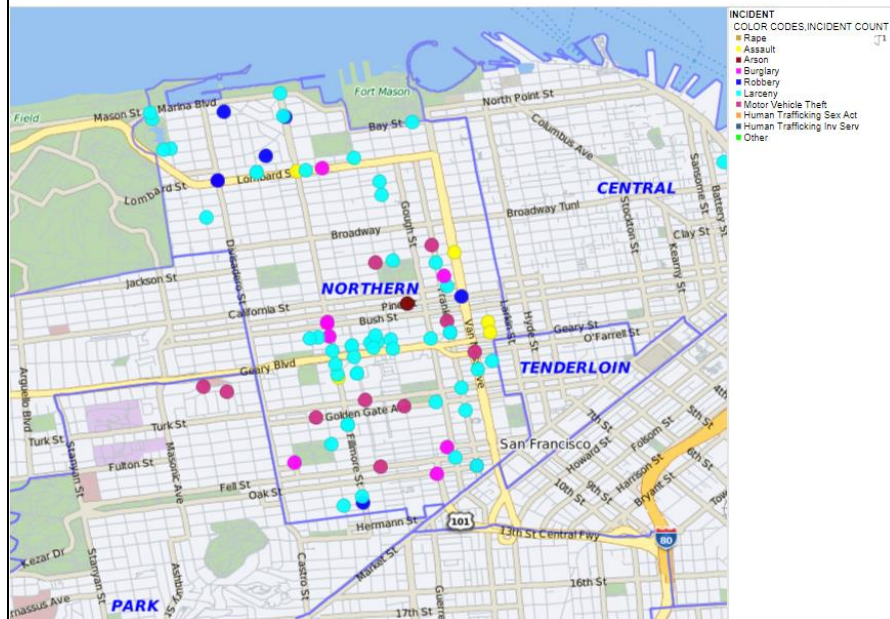 INCIDENT
COLOR CODES,INCIDENT COUNT
Rape
Assault
Arson
Burglary
Robbery
Larceny
Motor Vehicle Theft
Human Trafficking Sex Act
Human Trafficking Inv Serv
Other
1
Field
Mason St
Marina Blvd
Fort Mason
North Point St
Bay St
Columbus Ave
Lombard St
Lombard S
CENTRAL
Sansome St
Battery St
Stockton St
Kearny St
Clay St
Broadway Tunl
Broadway
Gough St
Divisadero St
Jackson St
NORTHERN
California St
Pine
Bush St
Frank
Van N
ve
Larkin St
Hyde St
Geary St
O'Farrell St
Geary Blvd
TENDERLOIN
Arguello Blvd
4th
5th St
6th St
7th St
Golden Gate A
Turk St
Turk St
San Francisco
Howard St
Folsom St
Harrison St
Bryant St
Stanyan St
Masonic Ave
Fulton St
Fillmore St
Fell St
Oak St
9th St
10th St
Tow
Hermann St
101
13th St Central Fwy
80
Kezar Dr
Market St
Castro St
Stanyan St
Ashbury St
Guerre
16th St
17th St
rnassus Ave
PARK